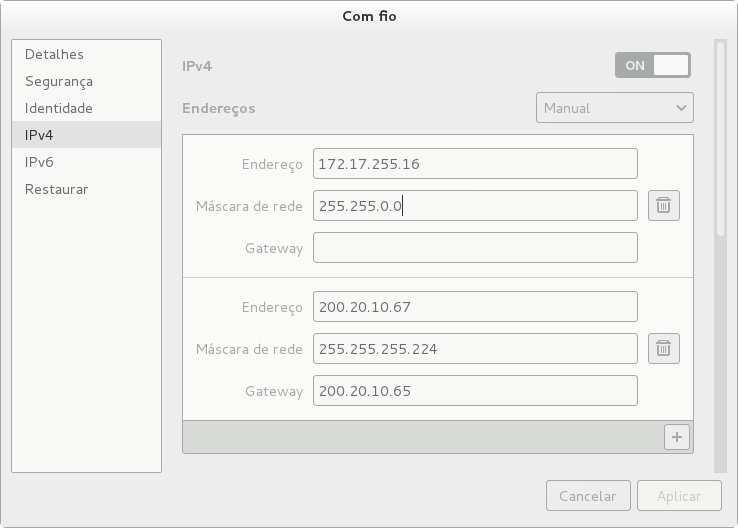 Com fio
Detalhes
Segurança
Identidade
IPv4
IPv6
Restaurar
IPv4
ON
Endereços
Manual
Endereço
172.17.255.16
Máscara de rede
255.255.0.0
Gateway
Endereço
200.20.10.67
Máscara de rede
255.255.255.224
Gateway
200.20.10.65
+
Cancelar
Aplicar